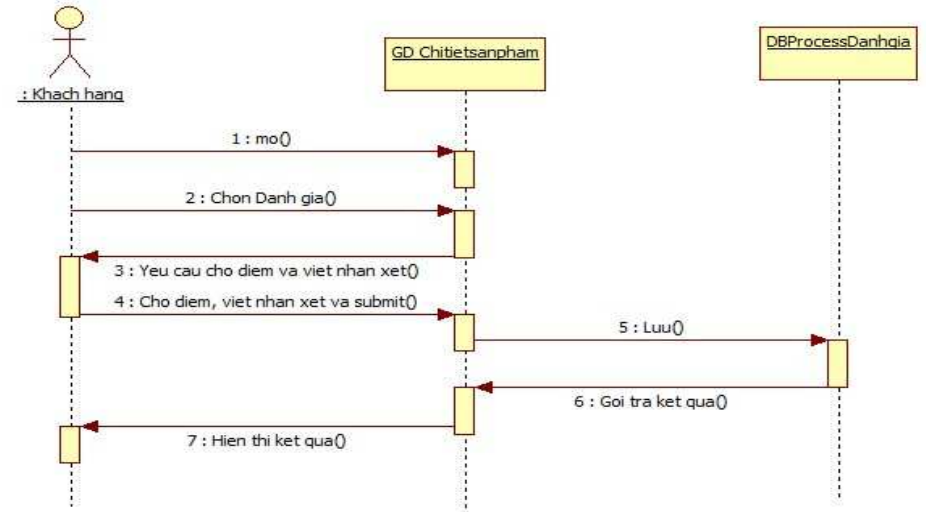 : Khach hang
GD Chitietsanpham
DBProcessDanhgia
1 : mo()
2 : Chon Danh gia()
3 : Yeu cau cho diem va viet nhan xet()
4 : Cho diem, viet nhan xet va submit()
5 : Luu()
6 : Goi tra ket qua()
7 : Hien thi ket qua()